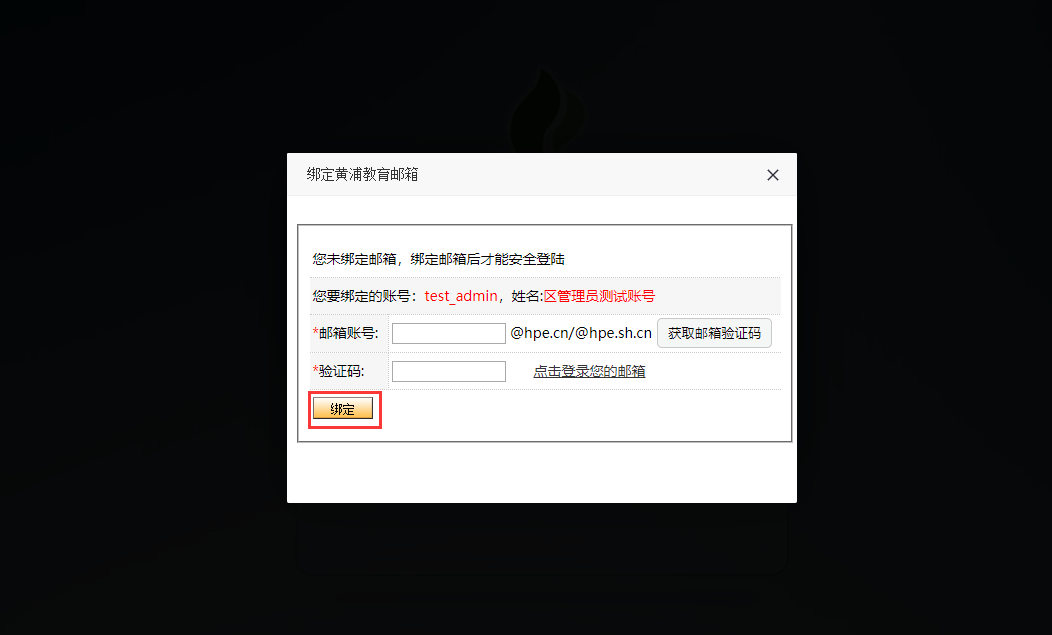 绑定黄浦教育邮箱
您未绑定邮箱，绑定邮箱后才能安全登陆
您要绑定的账号：test_admin，姓名:区管理员测试账号
*邮箱账号: @hpe.cn/@hpe.sh.cn 获取邮箱验证码
*验证码: 点击登录您的邮箱
绑定